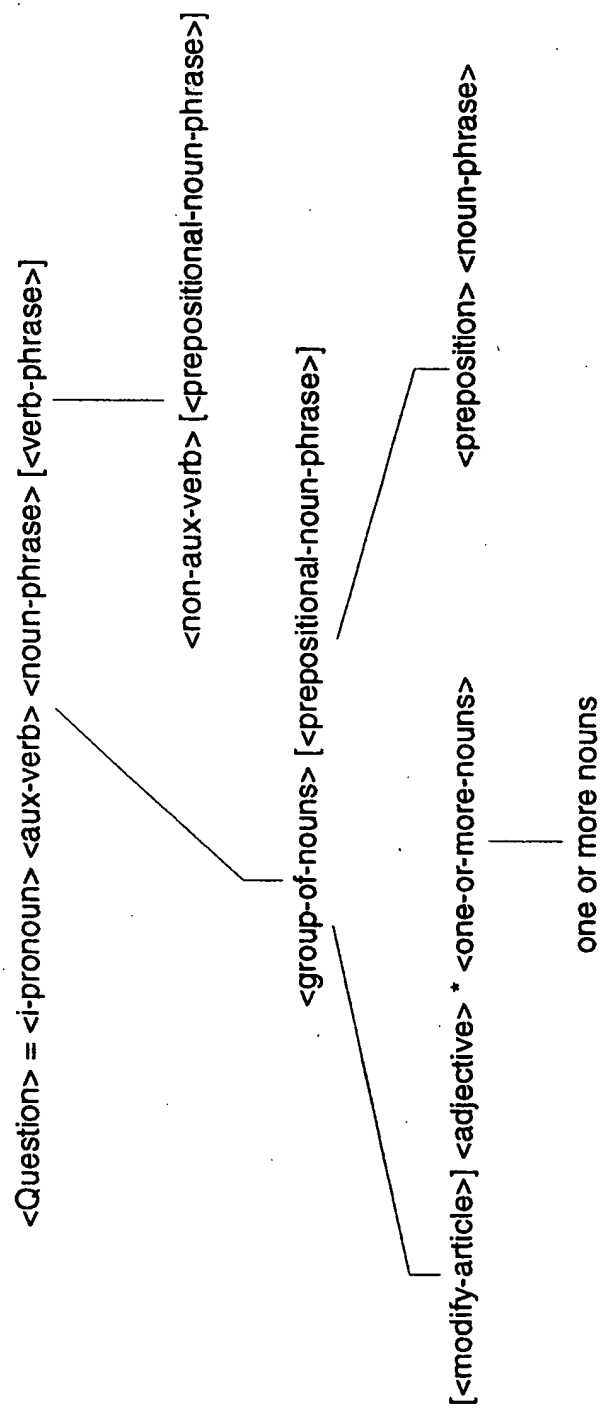 <Question> = <i-pronoun> <aux-verb> <noun-phrase> [<verb-phrase>]
<non-aux-verb> [<prepositional-noun-phrase>]
<group-of-nouns> [<prepositional-noun-phrase>]
[<modify-article>] <adjective> * <one-or-more-nouns>
<preposition> <noun-phrase>
one or more nouns